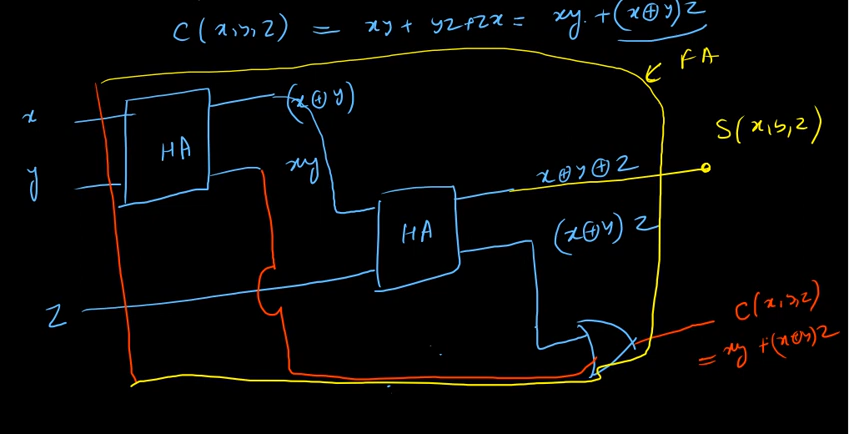 C(x,y,z) = xy + yz+zx = xy + (x⊕y)z
FA
x
(x⊕y)
S(x,y,z)
HA
xy
y
x⊕y⊕z
HA
(x⊕y) z
z
C(x,y,z)
= xy +(x⊕y)z